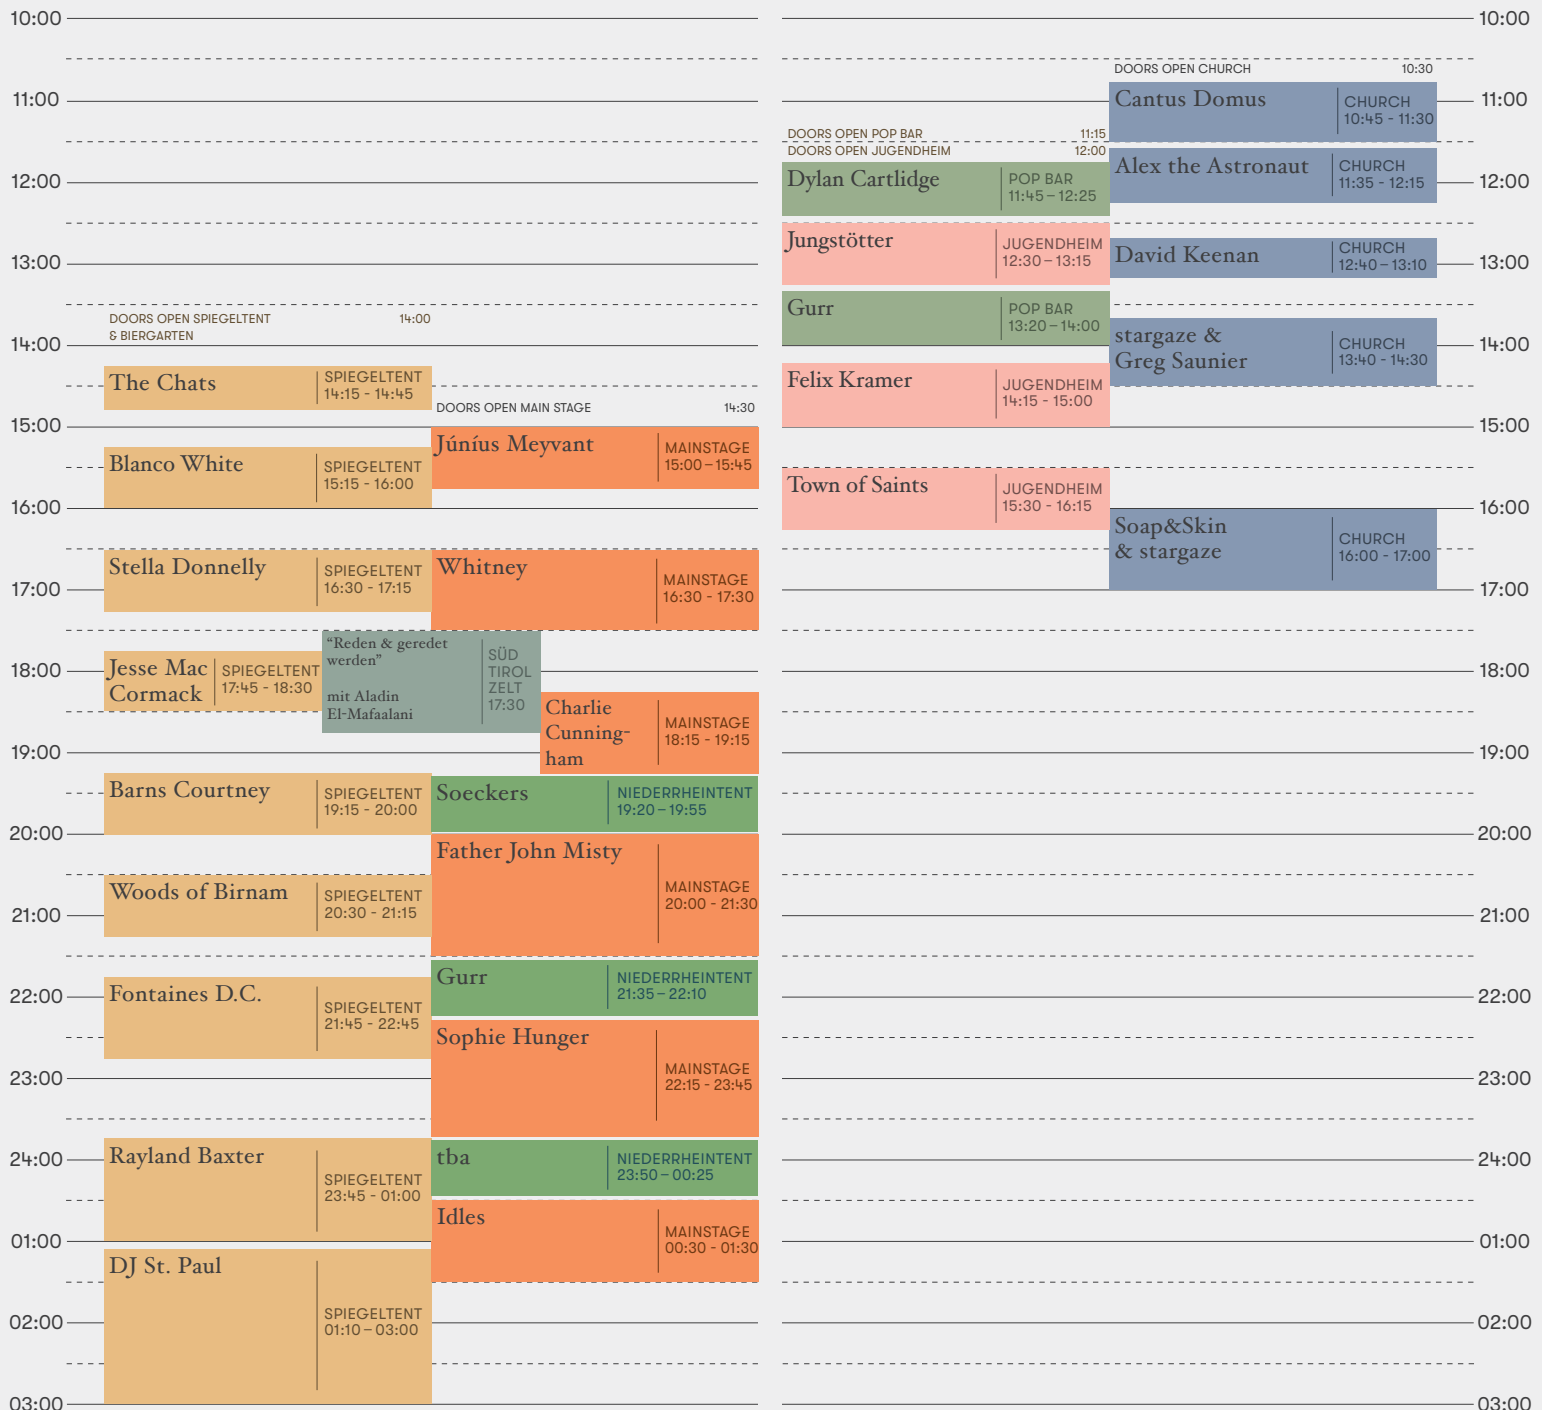 10:00
11:00
12:00
13:00
14:00
15:00
16:00
17:00
18:00
19:00
20:00
21:00
22:00
23:00
24:00
01:00
02:00
03:00
DOORS OPEN SPIEGELTENT 14:00
& BIERGARTEN
The Chats
SPIEGELTENT
14:15 - 14:45
Blanco White
SPIEGELTENT
15:15 - 16:00
Stella Donnelly
SPIEGELTENT
16:30 - 17:15
Jesse Mac
Cormack
SPIEGELTENT
17:45 - 18:30
“Reden & geredet
werden”
mit Aladin
El-Mafaalani
SÜD
TIROL
ZELT
17:30
Barns Courtney
SPIEGELTENT
19:15 - 20:00
Woods of Birnam
SPIEGELTENT
20:30 - 21:15
Fontaines D.C.
SPIEGELTENT
21:45 - 22:45
Rayland Baxter
SPIEGELTENT
23:45 - 01:00
DJ St. Paul
SPIEGELTENT
01:10 – 03:00
DOORS OPEN MAIN STAGE 14:30
Júníus Meyvant
MAINSTAGE
15:00 – 15:45
Whitney
MAINSTAGE
16:30 - 17:30
Charlie
Cunning-
ham
MAINSTAGE
18:15 - 19:15
Soeckers
NIEDERRHEINTENT
19:20 – 19:55
Father John Misty
MAINSTAGE
20:00 - 21:30
Gurr
NIEDERRHEINTENT
21:35 – 22:10
Sophie Hunger
MAINSTAGE
22:15 - 23:45
tba
NIEDERRHEINTENT
23:50 – 00:25
Idles
MAINSTAGE
00:30 - 01:30
DOORS OPEN POP BAR 11:15
DOORS OPEN JUGENDHEIM 12:00
Dylan Cartlidge
POP BAR
11:45 – 12:25
Jungstötter
JUGENDHEIM
12:30 – 13:15
Gurr
POP BAR
13:20 – 14:00
Felix Kramer
JUGENDHEIM
14:15 - 15:00
Town of Saints
JUGENDHEIM
15:30 - 16:15
DOORS OPEN CHURCH 10:30
Cantus Domus
CHURCH
10:45 - 11:30
Alex the Astronaut
CHURCH
11:35 - 12:15
David Keenan
CHURCH
12:40 – 13:10
stargaze &
Greg Saunier
CHURCH
13:40 - 14:30
Soap&Skin
& stargaze
CHURCH
16:00 - 17:00
10:00
11:00
12:00
13:00
14:00
15:00
16:00
17:00
18:00
19:00
20:00
21:00
22:00
23:00
24:00
01:00
02:00
03:00